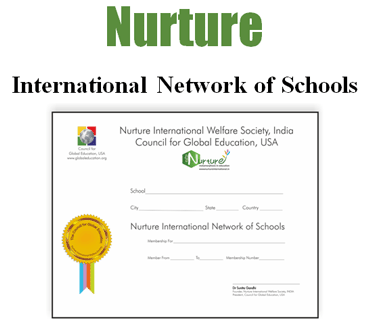 Nurture
International Network of Schools
Nurture International Welfare Society, India
Council for Global Education, USA
Council for
Global Education, USA
www.globaleducation.org
Nurture
School
City State Country
Nurture International Network of Schools
Membership For
Member From To Membership Number
Dr Sunita Gandhi